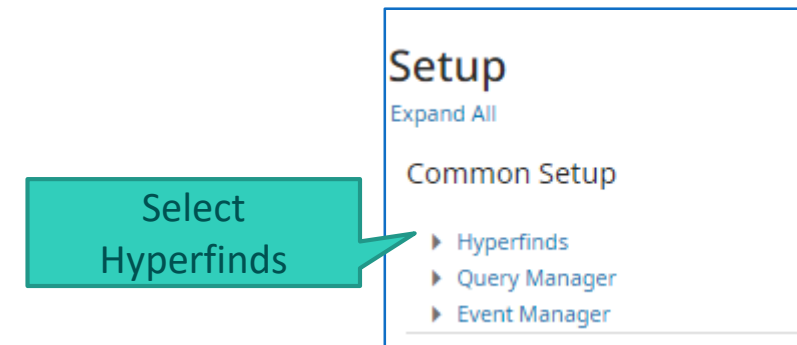 Setup
Expand All
Common Setup
Select
Hyperfinds
Hyperfinds
Query Manager
Event Manager